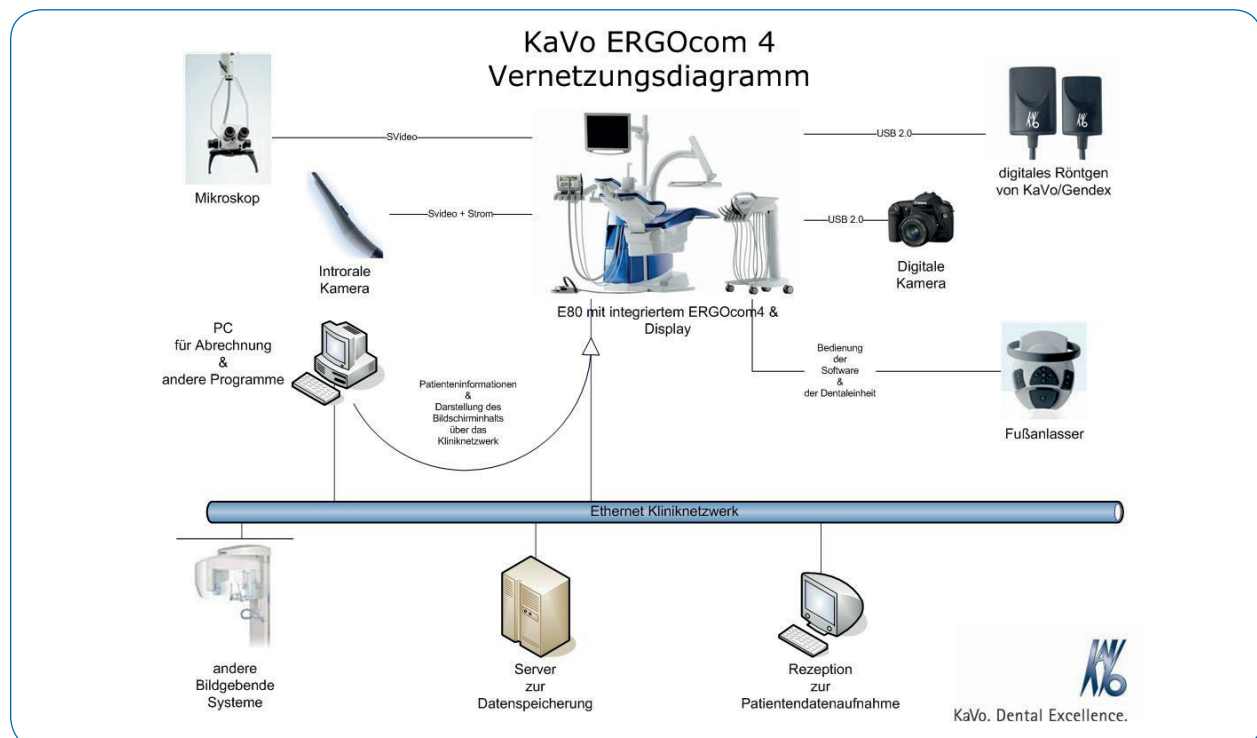 KaVo ERGOcom 4
Vernetzungsdiagramm
SVideo
USB 2.0
Mikroskop
digitales Röntgen
von KaVo/Gendex
Svideo + Strom
USB 2.0
Introrale
Kamera
Digitale
Kamera
E80 mit integriertem ERGOcom4 &
Display
PC
für Abrechnung
&
andere Programme
Patienteninformationen
&
Darstellung des
Bildschirminhalts
über das
Kliniknetzwerk
Bedienung
der
Software
&
der Dentaleinheit
Fußanlasser
Ethernet Kliniknetzwerk
andere
Bildgebende
Systeme
Server
zur
Datenspeicherung
Rezeption
zur
Patientendatenaufnahme
KAVO
KaVo. Dental Excellence.